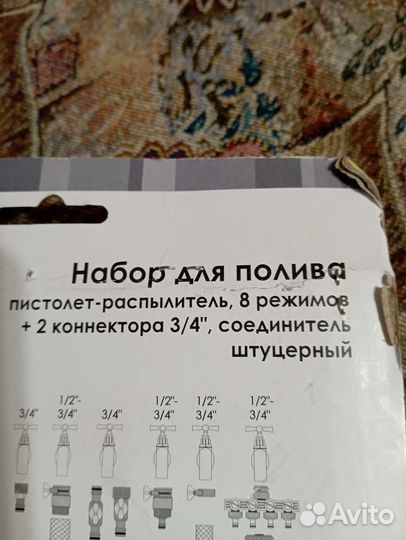 Набор для полива
пистолет-распылитель, 8 режимов
+ 2 коннектора 3/4", соединитель
штуцерный
1/2"- 1/2"- 1/2"- 1/2"-
3/4" 3/4" 3/4" 3/4" 3/4" 3/4"
Avito